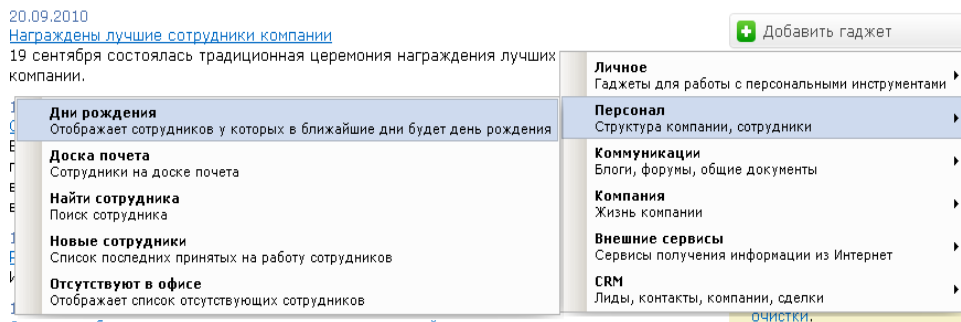 20.09.2010
Награждены лучшие сотрудники компании
19 сентября состоялась традиционная церемония награждения лучших
компании.
Добавить гаджет
Личное
Гаджеты для работы с персональными инструментами
Персонал
Структура компании, сотрудники
Коммуникации
Блоги, форумы, общие документы
Компания
Жизнь компании
Внешние сервисы
Сервисы получения информации из Интернет
CRM
Лиды, контакты, компании, сделки
Дни рождения
Отображает сотрудников у которых в ближайшие дни будет день рождения
Доска почета
Сотрудники на доске почета
Найти сотрудника
Поиск сотрудника
Новые сотрудники
Список последних принятых на работу сотрудников
Отсутствуют в офисе
Отображает список отсутствующих сотрудников
очистки.